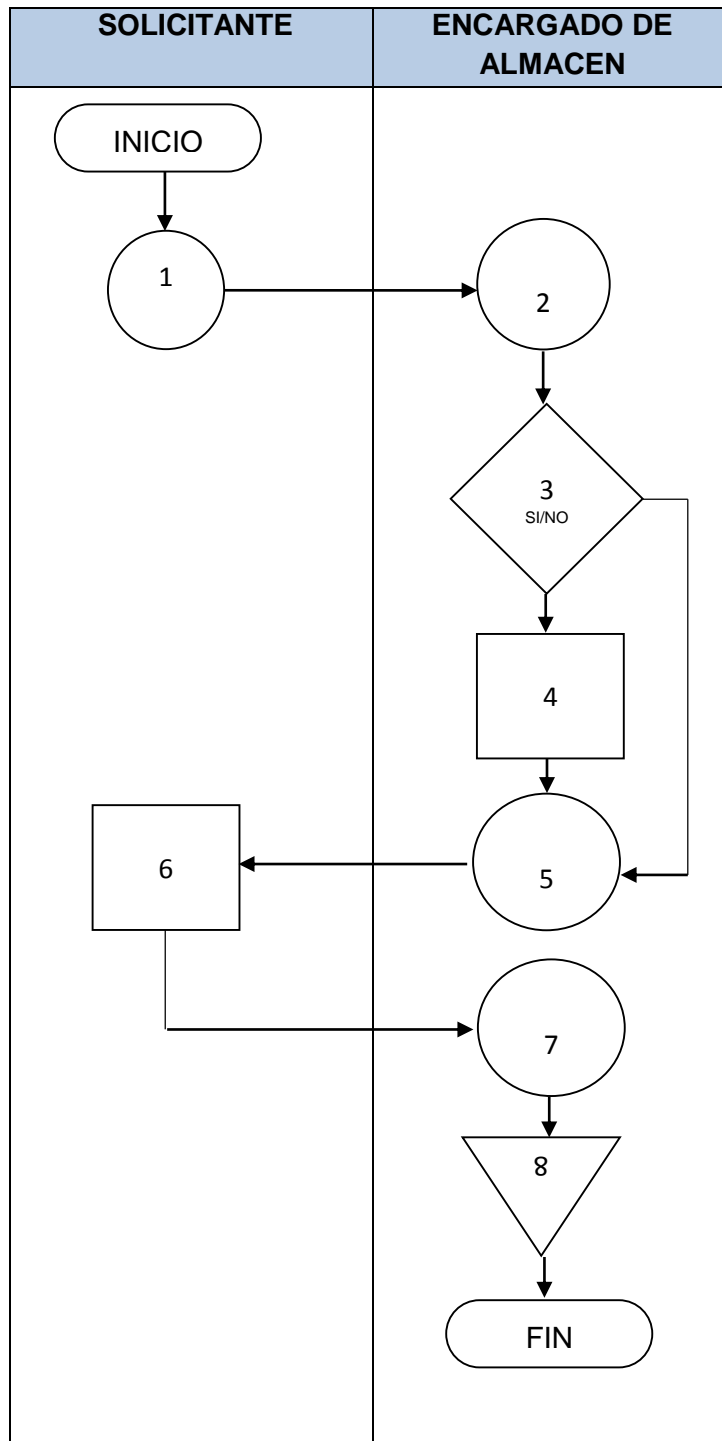 SOLICITANTE
ENCARGADO DE
ALMACEN
INICIO
1
2
3
SI/NO
4
6
5
7
8
FIN